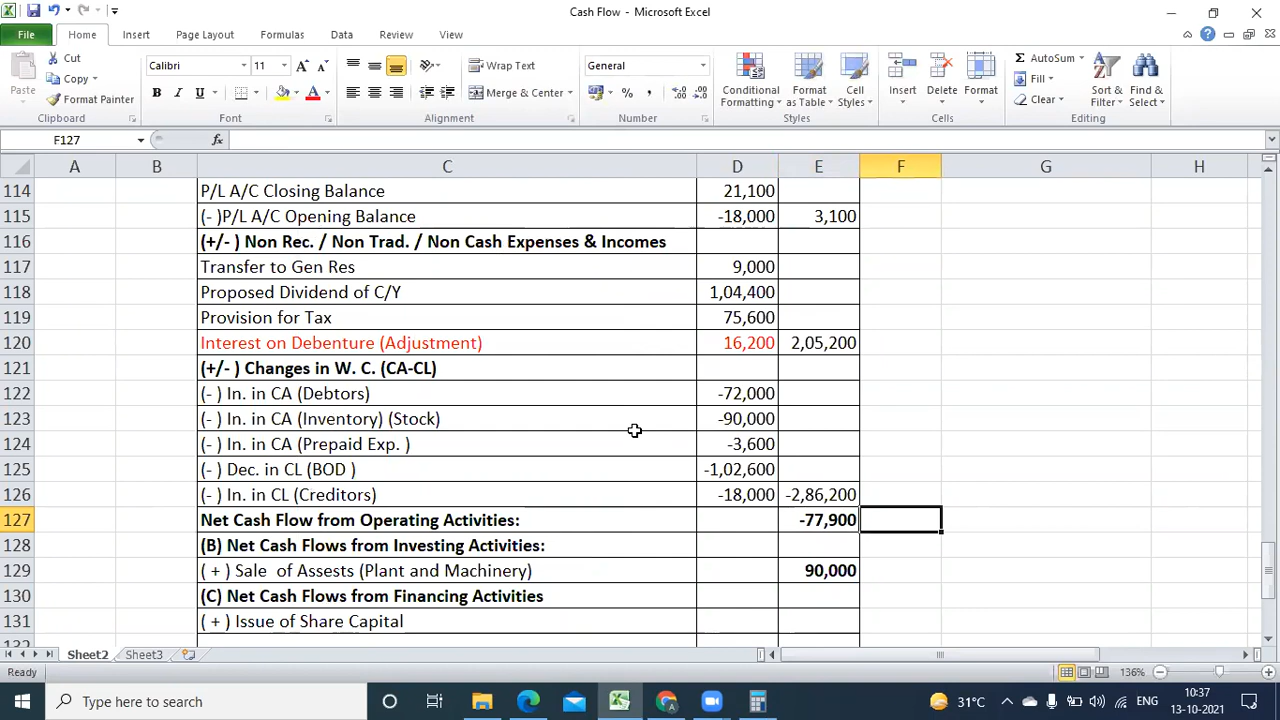 Cash Flow - Microsoft Excel
File Home Insert Page Layout Formulas Data Review View
Paste
Cut
Copy
Format Painter
Clipboard
Calibri 11
B I U
Font
Wrap Text
Merge & Center
Alignment
General
Number
Conditional Formatting
Format as Table
Cell Styles
Styles
Insert
Delete
Format
Cells
AutoSum
Fill
Clear
Sort & Filter
Find & Select
Editing
F127 fx
A B C D E F G H
114 P/L A/C Closing Balance 21,100
115 (- )P/L A/C Opening Balance -18,000 3,100
116 (+/- ) Non Rec. / Non Trad. / Non Cash Expenses & Incomes
117 Transfer to Gen Res 9,000
118 Proposed Dividend of C/Y 1,04,400
119 Provision for Tax 75,600
120 Interest on Debenture (Adjustment) 16,200 2,05,200
121 (+/- ) Changes in W. C. (CA-CL)
122 (- ) In. in CA (Debtors) -72,000
123 (- ) In. in CA (Inventory) (Stock) -90,000
124 (- ) In. in CA (Prepaid Exp. ) -3,600
125 (- ) Dec. in CL (BOD ) -1,02,600
126 (- ) In. in CL (Creditors) -18,000 -2,86,200
127 Net Cash Flow from Operating Activities: -77,900
128 (B) Net Cash Flows from Investing Activities:
129 ( + ) Sale of Assests (Plant and Machinery) 90,000
130 (C) Net Cash Flows from Financing Activities
131 ( + ) Issue of Share Capital
132
Sheet2 Sheet3
Ready 136%
Type here to search
31°C ENG 10:37
13-10-2021